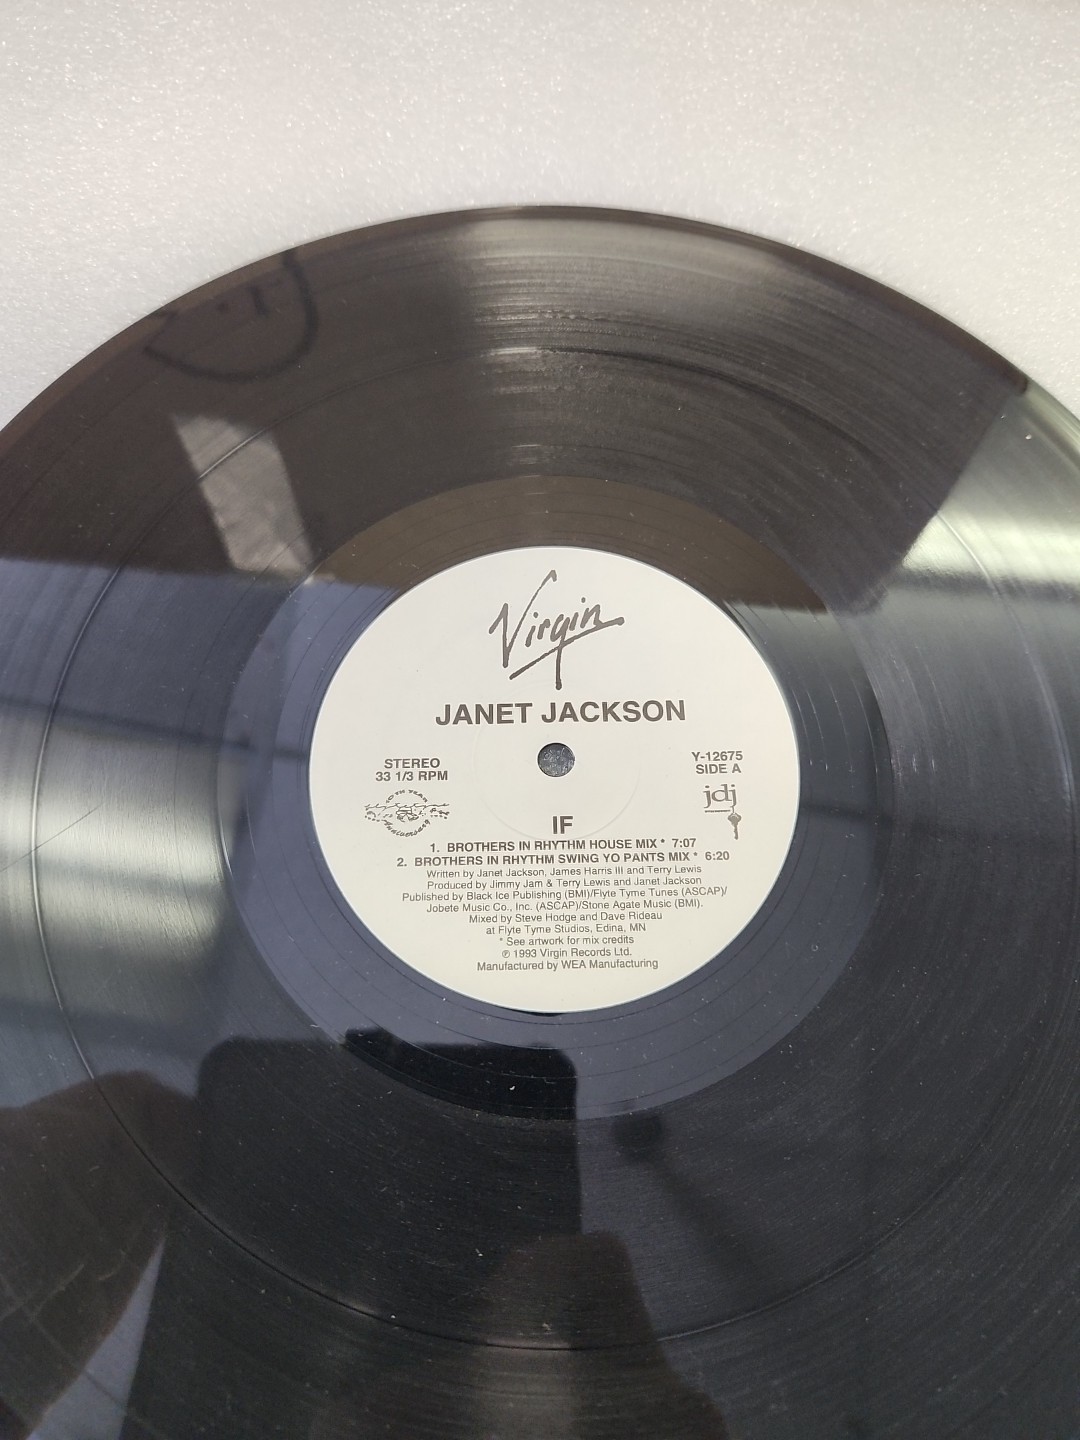 Virgin
JANET JACKSON
STEREO
33 1/3 RPM
Y-12675
SIDE A
10TH YEAR
Anniversary
jdj
IF
1. BROTHERS IN RHYTHM HOUSE MIX * 7:07
2. BROTHERS IN RHYTHM SWING YO PANTS MIX * 6:20
Written by Janet Jackson, James Harris III and Terry Lewis
Produced by Jimmy Jam & Terry Lewis and Janet Jackson
Published by Black Ice Publishing (BMI)/Flyte Tyme Tunes (ASCAP)/
Jobete Music Co., Inc. (ASCAP)/Stone Agate Music (BMI).
Mixed by Steve Hodge and Dave Rideau
at Flyte Tyme Studios, Edina, MN
* See artwork for mix credits
℗ 1993 Virgin Records Ltd.
Manufactured by WEA Manufacturing